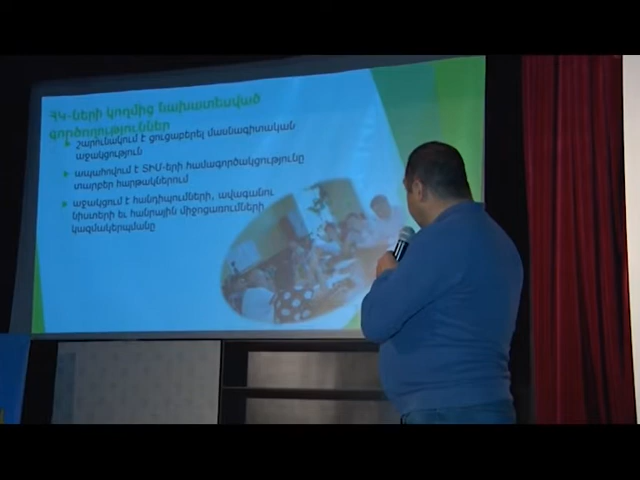 ՀԿ-ների կողմից նախատեսված
գործողություններ
շարունակում է ցուցաբերել մասնագիտական
աջակցություն
ապահովում է ՏԻՄ-երի համագործակցությունը
տարբեր հարթակներում
աջակցում է հանդիպումների, ավագանու
նիստերի եւ հանրային միջոցառումների
կազմակերպմանը